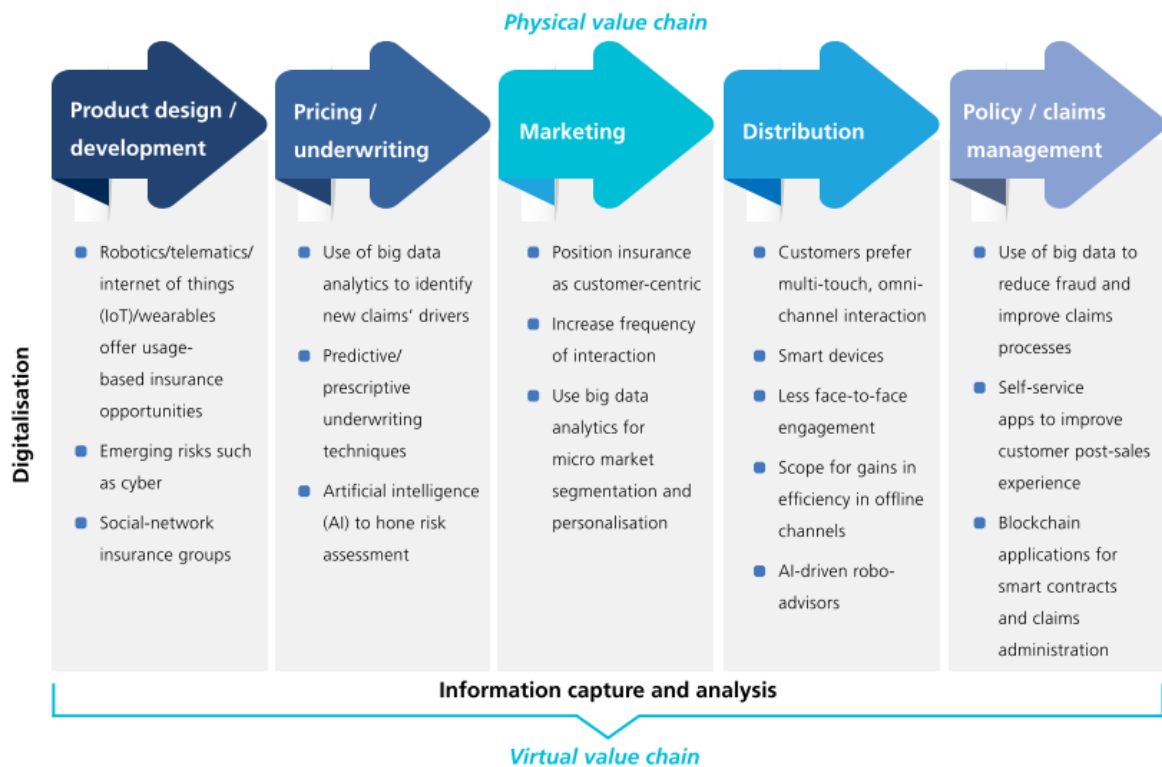 Physical value chain
Product design /
development
Pricing /
underwriting
Marketing
Distribution
Policy / claims
management
Digitalisation
Robotics/telematics/
internet of things
(IoT)/wearables
offer usage-
based insurance
opportunities
Emerging risks such
as cyber
Social-network
insurance groups
Use of big data
analytics to identify
new claims’ drivers
Predictive/
prescriptive
underwriting
techniques
Artificial intelligence
(AI) to hone risk
assessment
Position insurance
as customer-centric
Increase frequency
of interaction
Use big data
analytics for
micro market
segmentation and
personalisation
Customers prefer
multi-touch, omni-
channel interaction
Smart devices
Less face-to-face
engagement
Scope for gains in
efficiency in offline
channels
AI-driven robo-
advisors
Use of big data to
reduce fraud and
improve claims
processes
Self-service
apps to improve
customer post-sales
experience
Blockchain
applications for
smart contracts
and claims
administration
Information capture and analysis
Virtual value chain